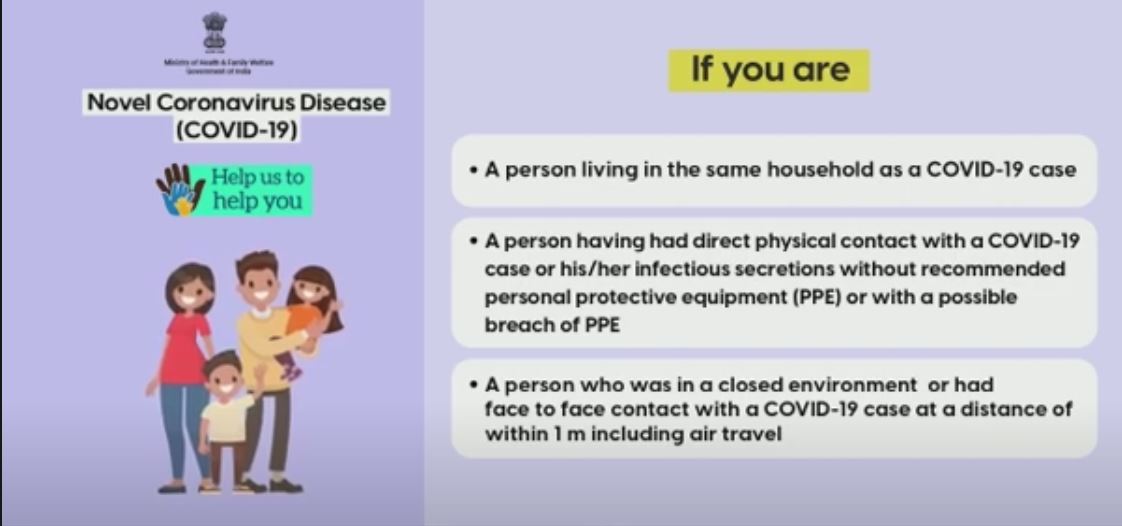 Ministry of Health & Family Welfare
Government of India
Novel Coronavirus Disease
(COVID-19)
Help us to
help you
If you are
• A person living in the same household as a COVID-19 case
• A person having had direct physical contact with a COVID-19
case or his/her infectious secretions without recommended
personal protective equipment (PPE) or with a possible
breach of PPE
• A person who was in a closed environment or had
face to face contact with a COVID-19 case at a distance of
within 1 m including air travel